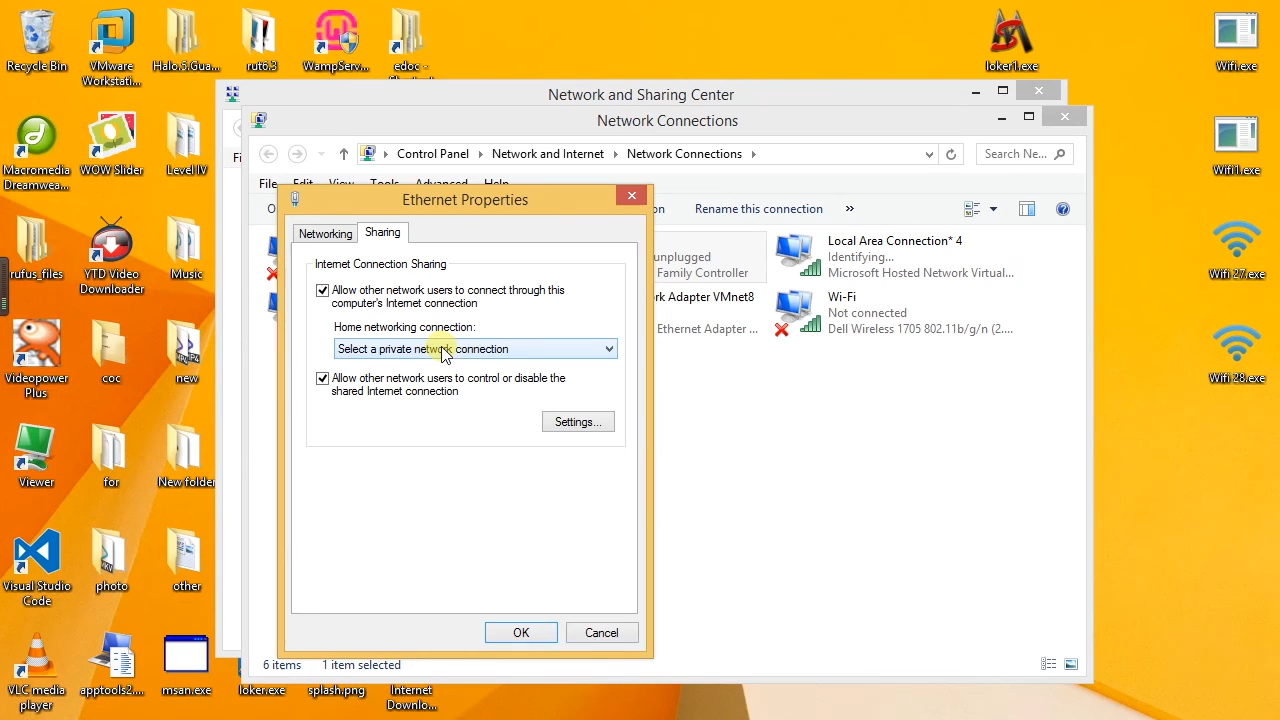 Recycle Bin
VMware
Workstati...
Halo.5.Gua...
rut6.3
WampServ...
edoc -
loker1.exe
Wifi.exe
Macromedia
Dreamwea...
WOW Slider
Level IV
Wifi1.exe
rufus_files
YTD Video
Downloader
Music
Wifi 27.exe
Videopower
Plus
coc
new
Wifi 28.exe
Viewer
for
New folder
Visual Studio
Code
photo
other
VLC media
player
apptools2....
msan.exe
loker.exe
splash.png
Internet
Downlo...
Network and Sharing Center
Network Connections
Control Panel
Network and Internet
Network Connections
Search Ne...
File
Edit
View
Tools
Advanced
Help
Rename this connection
»
unplugged
Family Controller
rk Adapter VMnet8
Ethernet Adapter ...
Local Area Connection* 4
Identifying...
Microsoft Hosted Network Virtual...
Wi-Fi
Not connected
Dell Wireless 1705 802.11b/g/n (2....
Ethernet Properties
Networking
Sharing
Internet Connection Sharing
Allow other network users to connect through this
computer's Internet connection
Home networking connection:
Select a private network connection
Allow other network users to control or disable the
shared Internet connection
Settings...
OK
Cancel
6 items
1 item selected